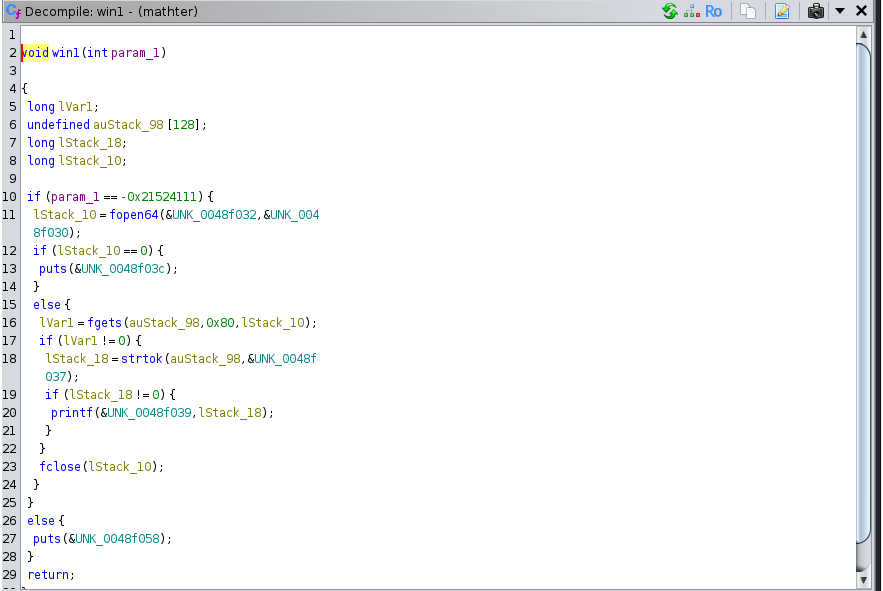 Decompile: win1 - (mathter)
Ro
1
2 void win1(int param_1)
3
4 {
5 long lVar1;
6 undefined auStack_98 [128];
7 long lStack_18;
8 long lStack_10;
9
10 if (param_1 == -0x21524111) {
11 lStack_10 = fopen64(&UNK_0048f032,&UNK_004
8f030);
12 if (lStack_10 == 0) {
13 puts(&UNK_0048f03c);
14 }
15 else {
16 lVar1 = fgets(auStack_98,0x80,lStack_10);
17 if (lVar1 != 0) {
18 lStack_18 = strtok(auStack_98,&UNK_0048f
037);
19 if (lStack_18 != 0) {
20 printf(&UNK_0048f039,lStack_18);
21 }
22 }
23 fclose(lStack_10);
24 }
25 }
26 else {
27 puts(&UNK_0048f058);
28 }
29 return;